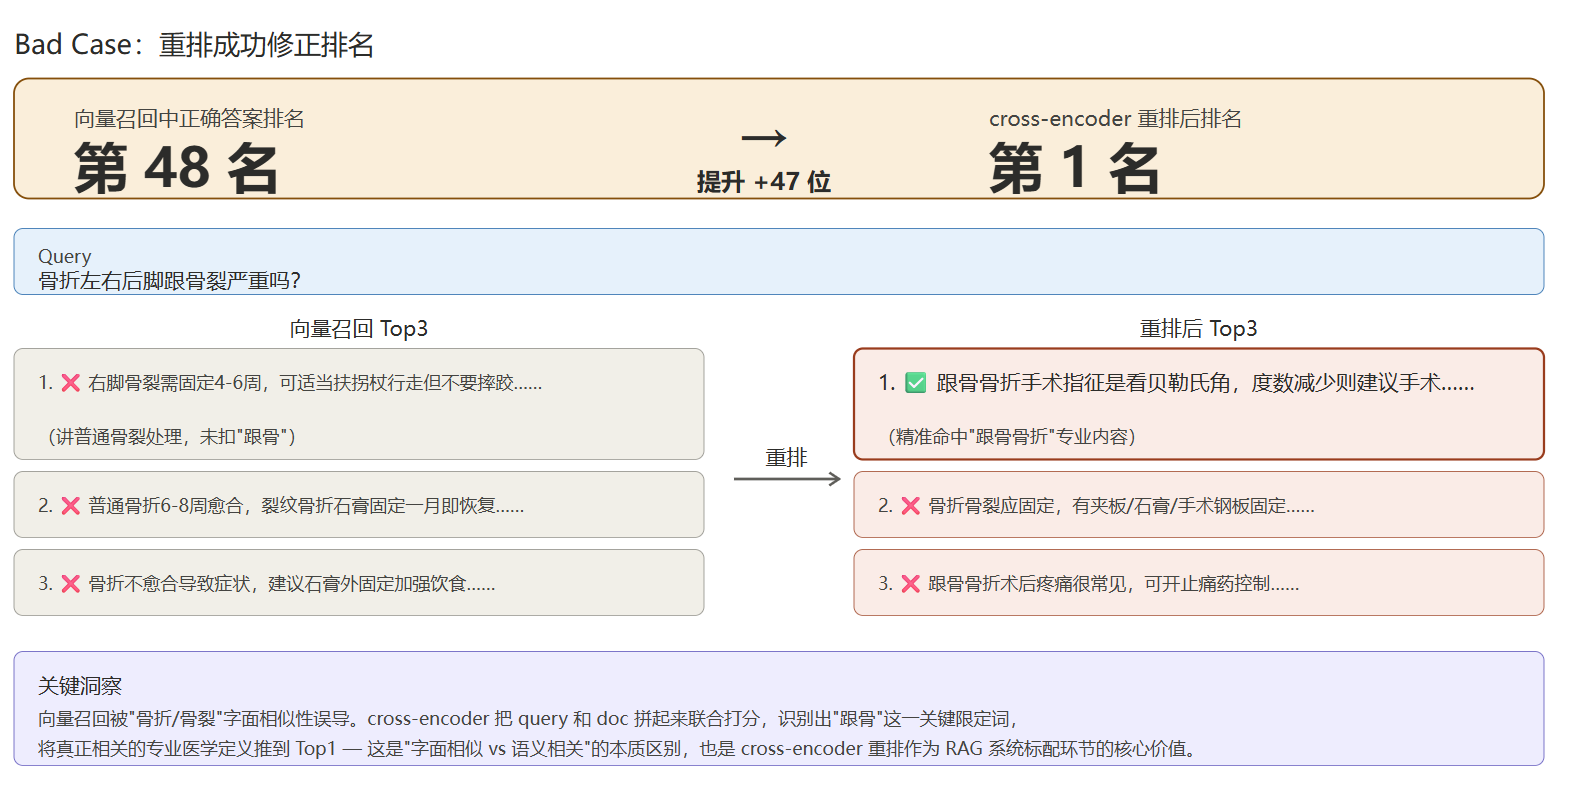 Bad Case：重排成功修正排名
向量召回中正确答案排名
第 48 名
→
提升 +47 位
cross-encoder 重排后排名
第 1 名
Query
骨折左右后脚跟骨裂严重吗?
向量召回 Top3
1. ❌ 右脚骨裂需固定4-6周，可适当扶拐杖行走但不要摔跤......
（讲普通骨裂处理，未扣"跟骨"）
2. ❌ 普通骨折6-8周愈合，裂纹骨折石膏固定一月即恢复......
3. ❌ 骨折不愈合导致症状，建议石膏外固定加强饮食......
重排
重排后 Top3
1. ✅ 跟骨骨折手术指征是看贝勒氏角，度数减少则建议手术......
（精准命中"跟骨骨折"专业内容）
2. ❌ 骨折骨裂应固定，有夹板/石膏/手术钢板固定......
3. ❌ 跟骨骨折术后疼痛很常见，可开止痛药控制......
关键洞察
向量召回被"骨折/骨裂"字面相似性误导。cross-encoder 把 query 和 doc 拼起来联合打分，识别出"跟骨"这一关键限定词，
将真正相关的专业医学定义推到 Top1 — 这是"字面相似 vs 语义相关"的本质区别，也是 cross-encoder 重排作为 RAG 系统标配环节的核心价值。